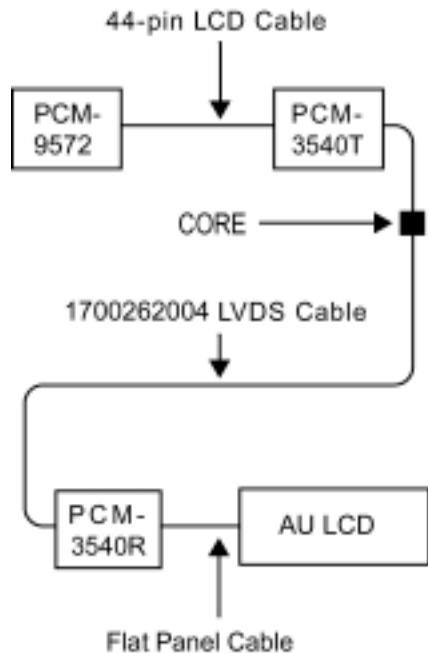 44-pin LCD Cable
PCM-
9572
PCM-
3540T
CORE
1700262004 LVDS Cable
PCM-
3540R
AU LCD
Flat Panel Cable